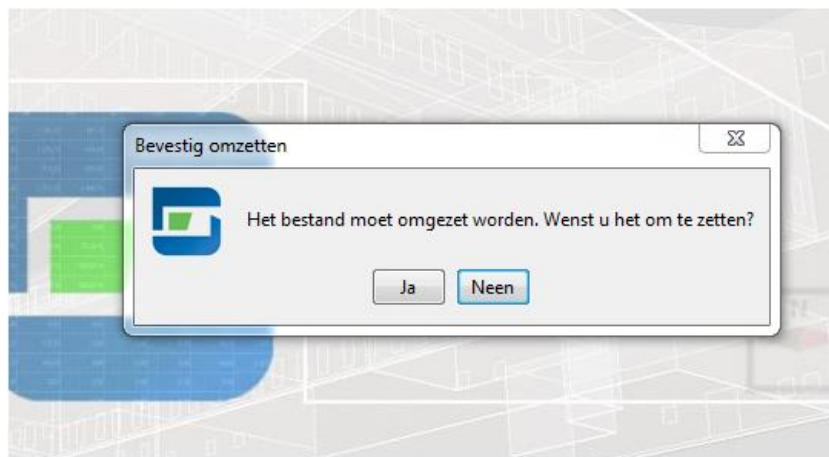 Bevestig omzetten
Het bestand moet omgezet worden. Wenst u het om te zetten?
Ja
Neen